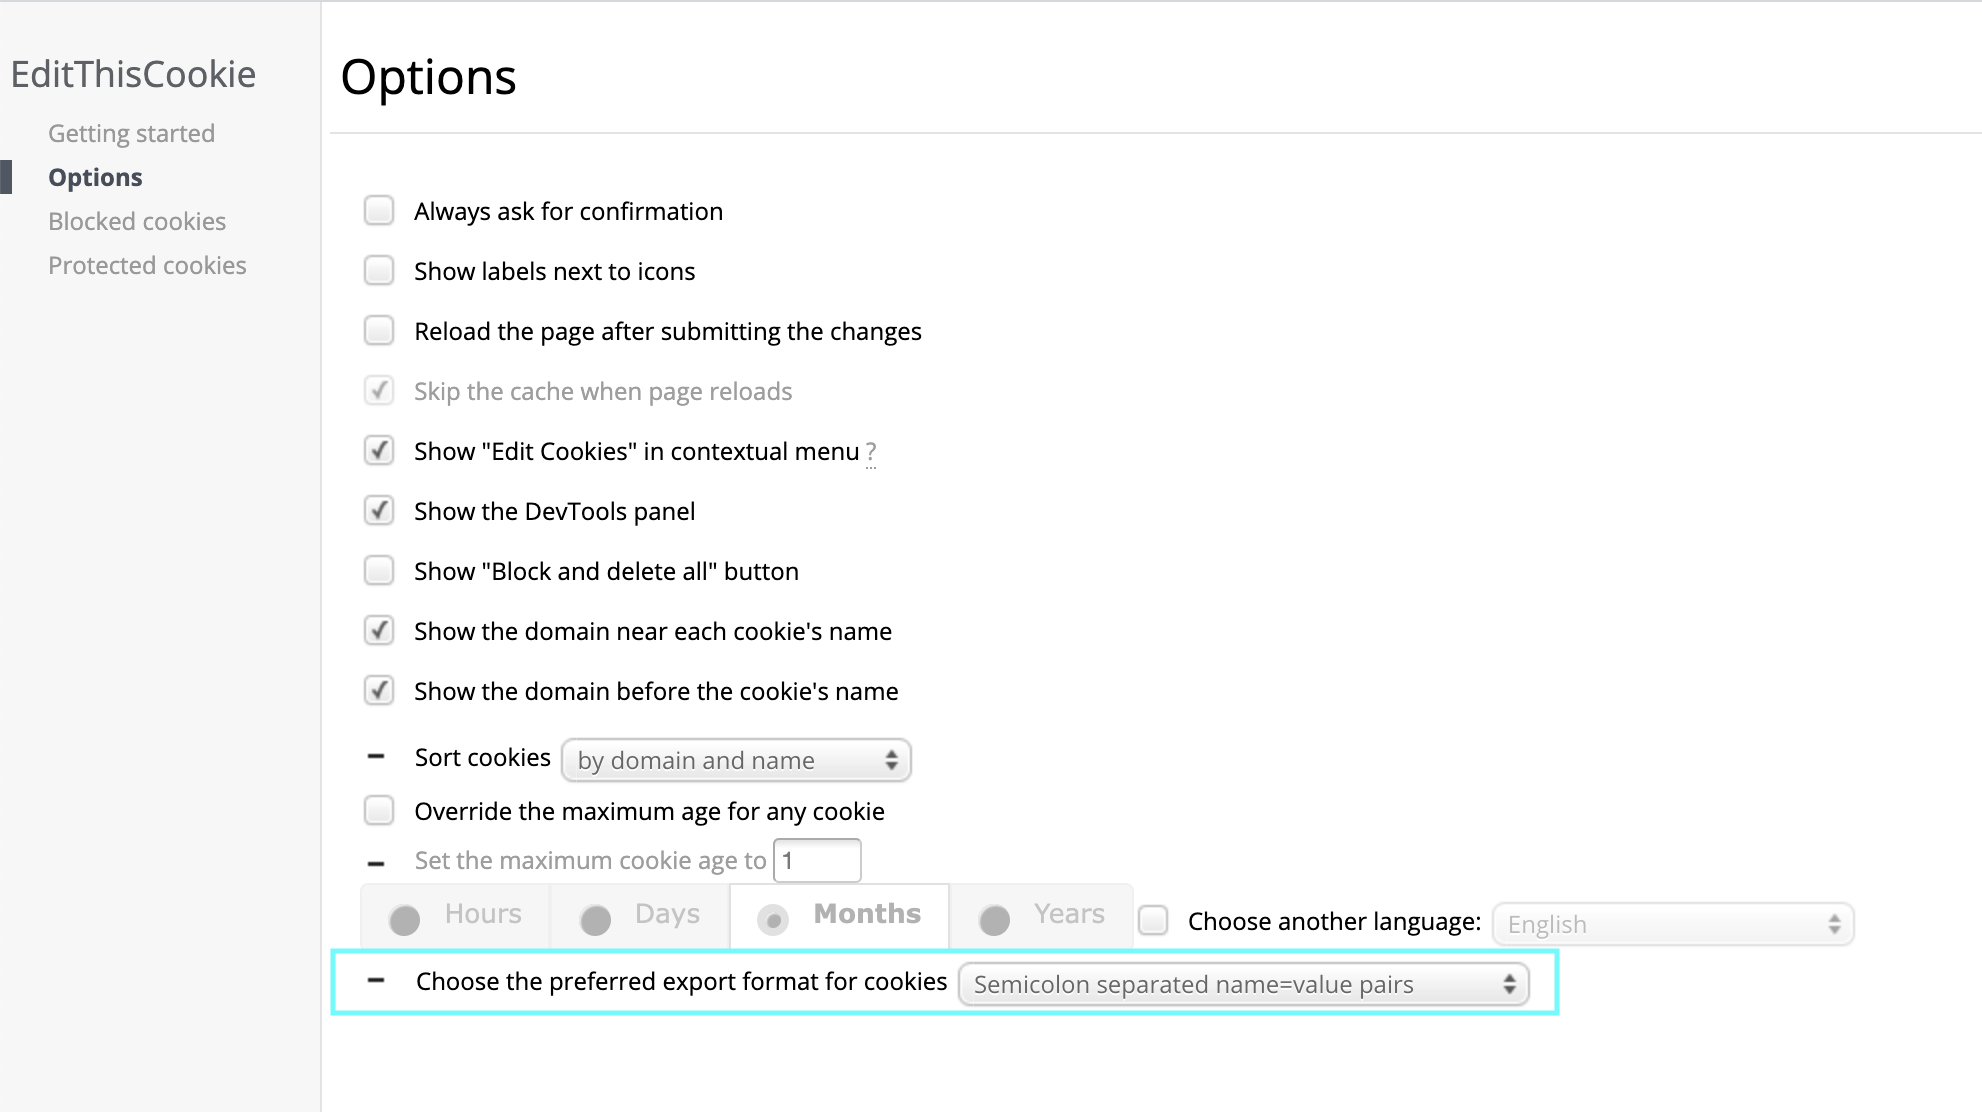 EditThisCookie
Getting started
Options
Blocked cookies
Protected cookies
Options
Always ask for confirmation
Show labels next to icons
Reload the page after submitting the changes
Skip the cache when page reloads
Show "Edit Cookies" in contextual menu ?
Show the DevTools panel
Show "Block and delete all" button
Show the domain near each cookie's name
Show the domain before the cookie's name
Sort cookies by domain and name
Override the maximum age for any cookie
Set the maximum cookie age to 1
Hours Days Months Years Choose another language: English
Choose the preferred export format for cookies Semicolon separated name=value pairs